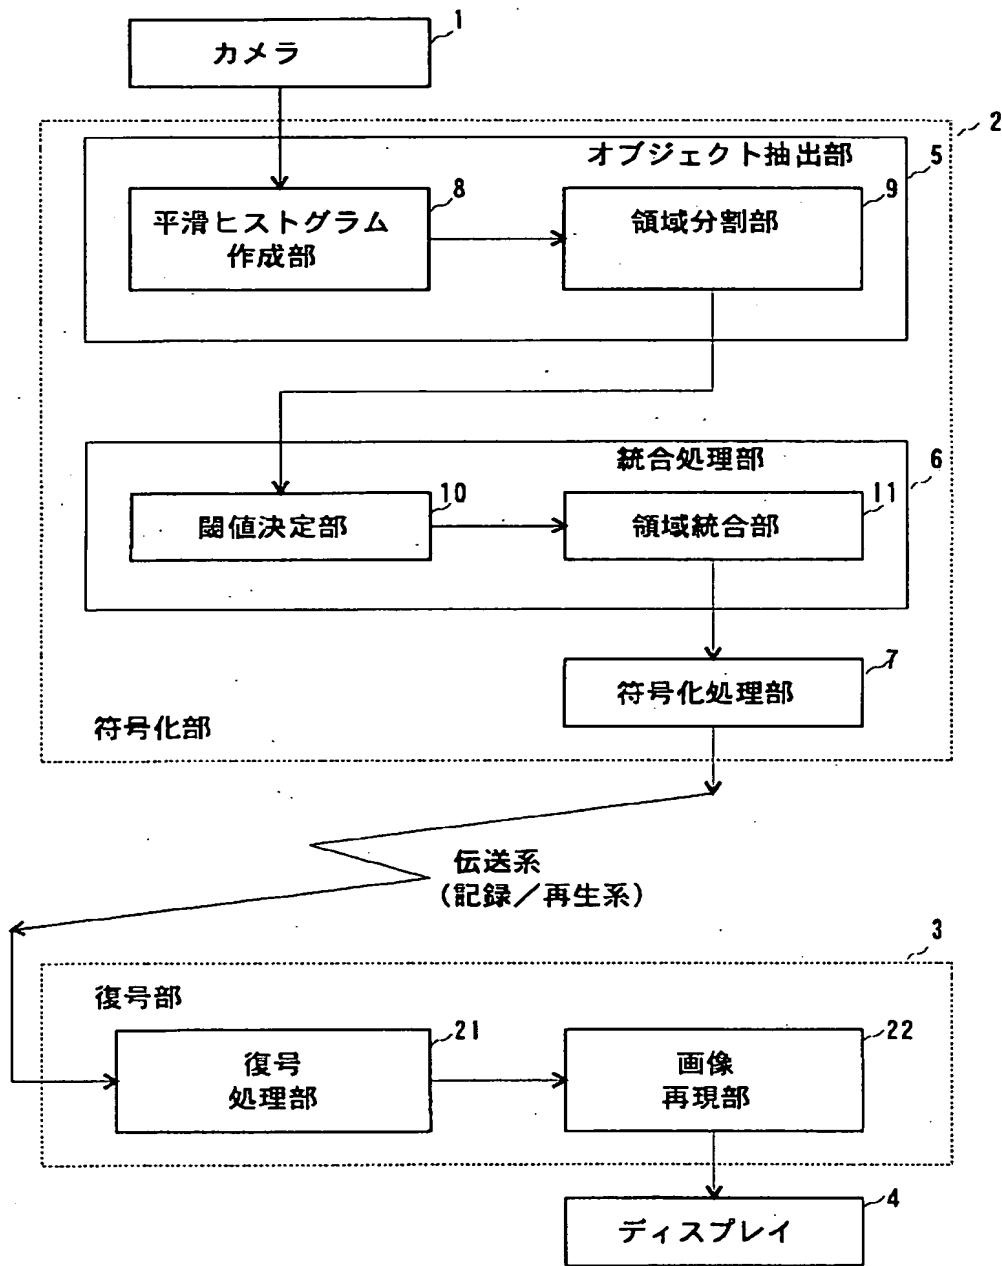 カメラ
1
2
オブジェクト抽出部
5
平滑ヒストグラム
作成部
8
領域分割部
9
統合処理部
6
閾値決定部
10
領域統合部
11
符号化処理部
7
符号化部
伝送系
(記録／再生系)
3
復号部
復号
処理部
21
画像
再現部
22
ディスプレイ
4